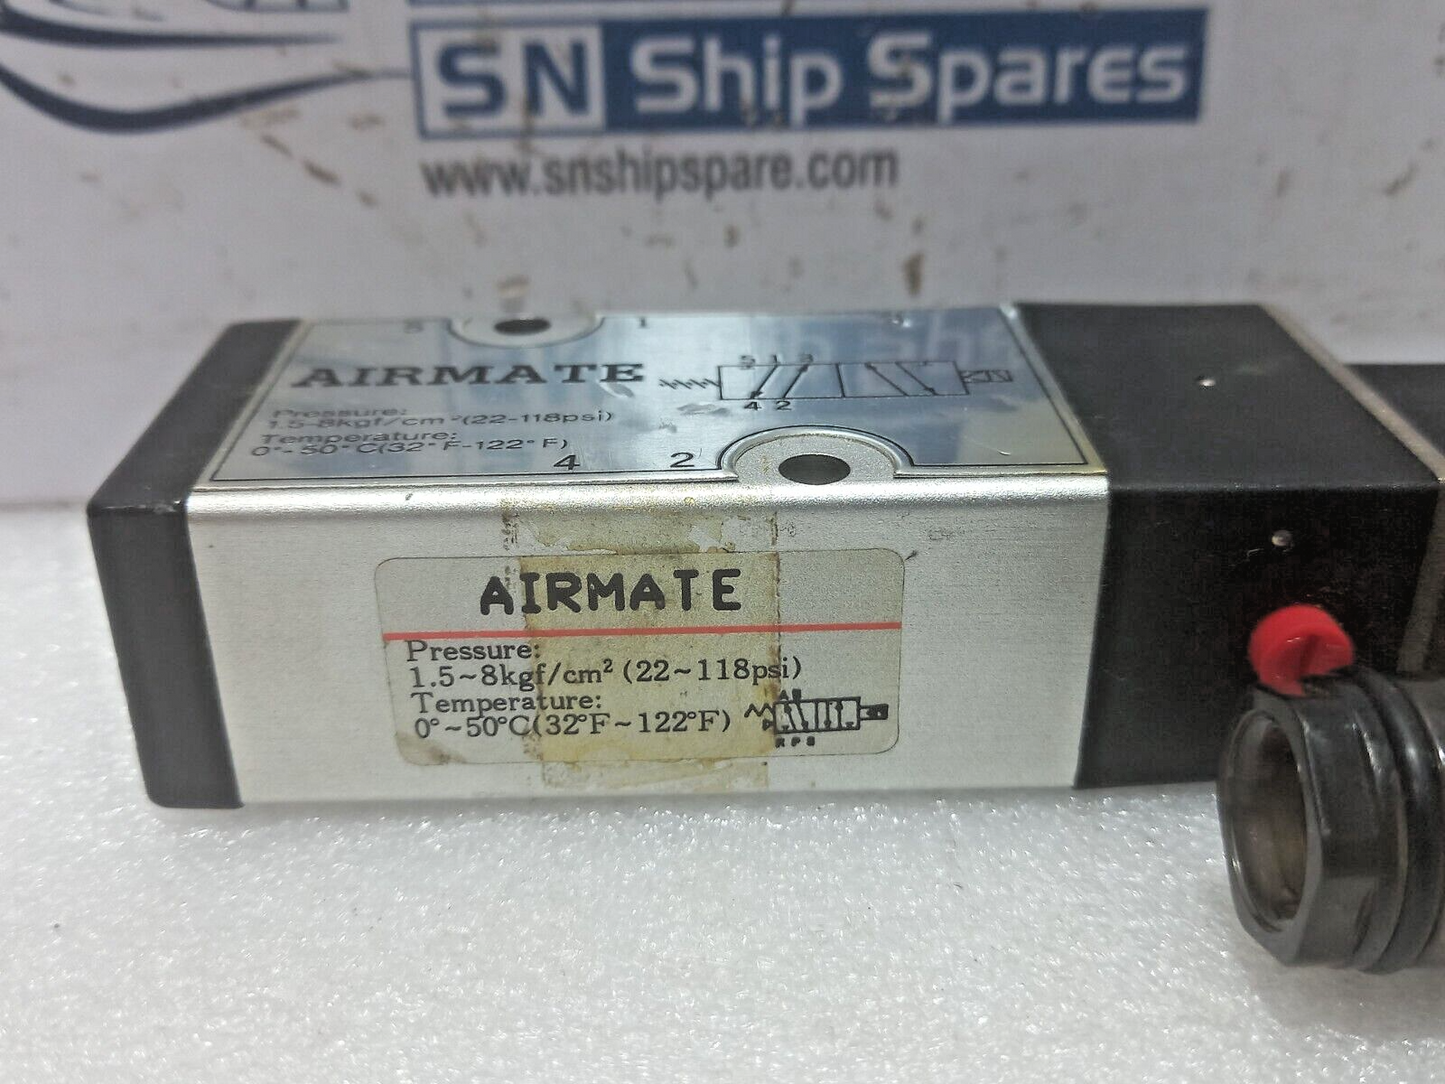 SN Ship Spares
www.snshipspare.com
5 1 3
AIRMATE
5 1 3
4 2
Pressure:
1.5-8kgf/cm²(22-118psi)
Temperature:
0°-50°C(32°F-122°F)
4 2
AIRMATE
Pressure:
1.5~8kgf/cm² (22~118psi)
Temperature:
0°~50°C(32°F~122°F)
A B
R P S